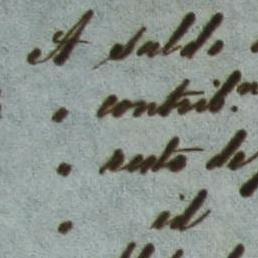 A saldo
" contrib.n
" resto de
" id